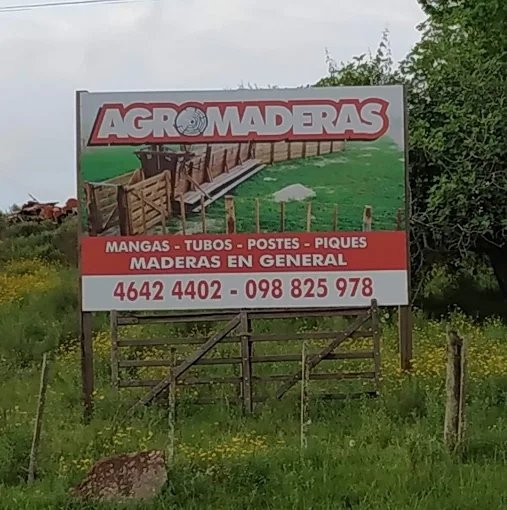 AGROMADERAS
MANGAS - TUBOS - POSTES - PIQUES
MADERAS EN GENERAL
4642 4402 - 098 825 978